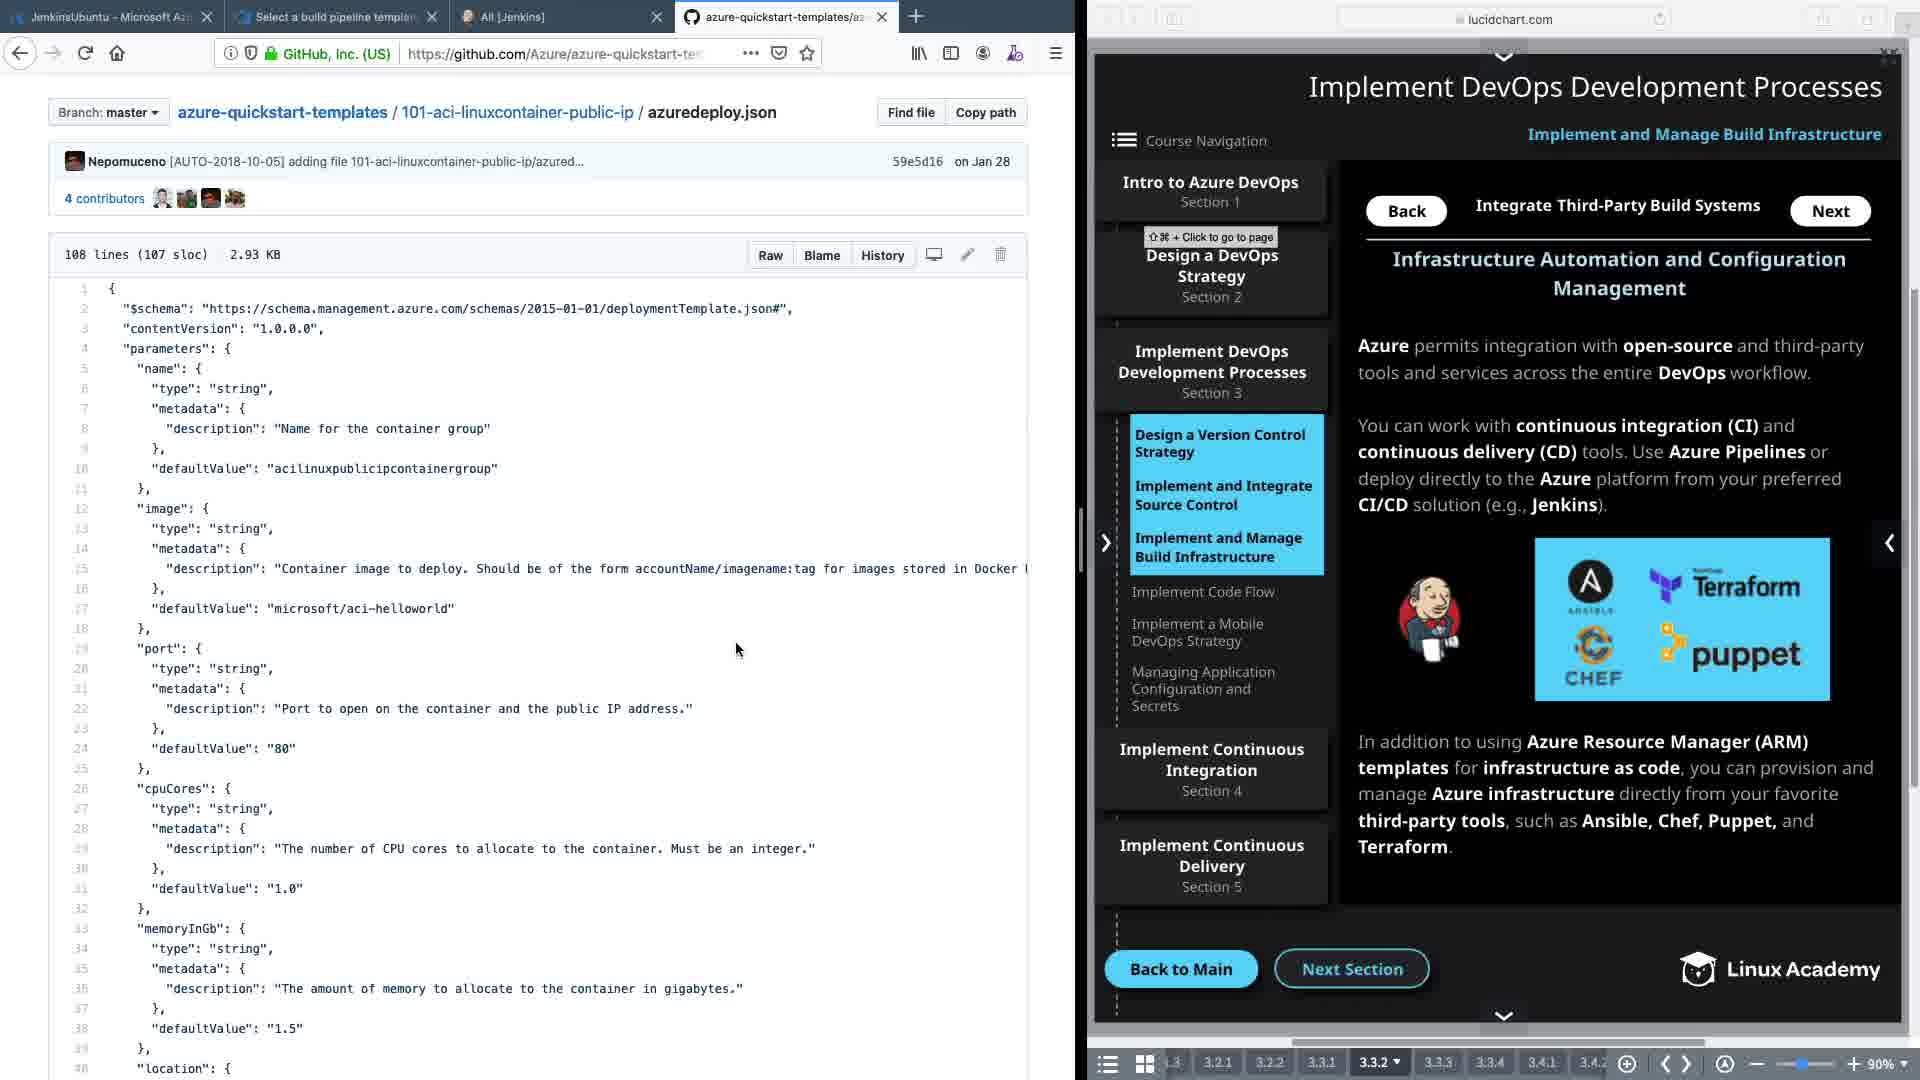 JenkinsUbuntu - Microsoft Az
Select a build pipeline templat
All [Jenkins]
azure-quickstart-templates/az
GitHub, Inc. (US)
https://github.com/Azure/azure-quickstart-te
Branch: master
azure-quickstart-templates / 101-aci-linuxcontainer-public-ip / azuredeploy.json
Find file
Copy path
Nepomuceno [AUTO-2018-10-05] adding file 101-aci-linuxcontainer-public-ip/azured…
59e5d16 on Jan 28
4 contributors
108 lines (107 sloc) 2.93 KB
Raw
Blame
History
1 {
2 "$schema": "https://schema.management.azure.com/schemas/2015-01-01/deploymentTemplate.json#",
3 "contentVersion": "1.0.0.0",
4 "parameters": {
5 "name": {
6 "type": "string",
7 "metadata": {
8 "description": "Name for the container group"
9 },
10 "defaultValue": "acilinuxpublicipcontainergroup"
11 },
12 "image": {
13 "type": "string",
14 "metadata": {
15 "description": "Container image to deploy. Should be of the form accountName/imagename:tag for images stored in Docker
16 },
17 "defaultValue": "microsoft/aci-helloworld"
18 },
19 "port": {
20 "type": "string",
21 "metadata": {
22 "description": "Port to open on the container and the public IP address."
23 },
24 "defaultValue": "80"
25 },
26 "cpuCores": {
27 "type": "string",
28 "metadata": {
29 "description": "The number of CPU cores to allocate to the container. Must be an integer."
30 },
31 "defaultValue": "1.0"
32 },
33 "memoryInGb": {
34 "type": "string",
35 "metadata": {
36 "description": "The amount of memory to allocate to the container in gigabytes."
37 },
38 "defaultValue": "1.5"
39 },
40 "location": {
lucidchart.com
Implement DevOps Development Processes
Implement and Manage Build Infrastructure
Course Navigation
Intro to Azure DevOps
Section 1
⇧⌘ + Click to go to page
Design a DevOps
Strategy
Section 2
Implement DevOps
Development Processes
Section 3
Design a Version Control
Strategy
Implement and Integrate
Source Control
Implement and Manage
Build Infrastructure
Implement Code Flow
Implement a Mobile
DevOps Strategy
Managing Application
Configuration and
Secrets
Implement Continuous
Integration
Section 4
Implement Continuous
Delivery
Section 5
Back to Main
Next Section
Back
Integrate Third-Party Build Systems
Next
Infrastructure Automation and Configuration
Management
Azure permits integration with open-source and third-party
tools and services across the entire DevOps workflow.
You can work with continuous integration (CI) and
continuous delivery (CD) tools. Use Azure Pipelines or
deploy directly to the Azure platform from your preferred
CI/CD solution (e.g., Jenkins).
ANSIBLE
Terraform
CHEF
puppet
In addition to using Azure Resource Manager (ARM)
templates for infrastructure as code, you can provision and
manage Azure infrastructure directly from your favorite
third-party tools, such as Ansible, Chef, Puppet, and
Terraform.
Linux Academy
3.2.1
3.2.2
3.3.1
3.3.2
3.3.3
3.3.4
3.4.1
3.4.2
90%